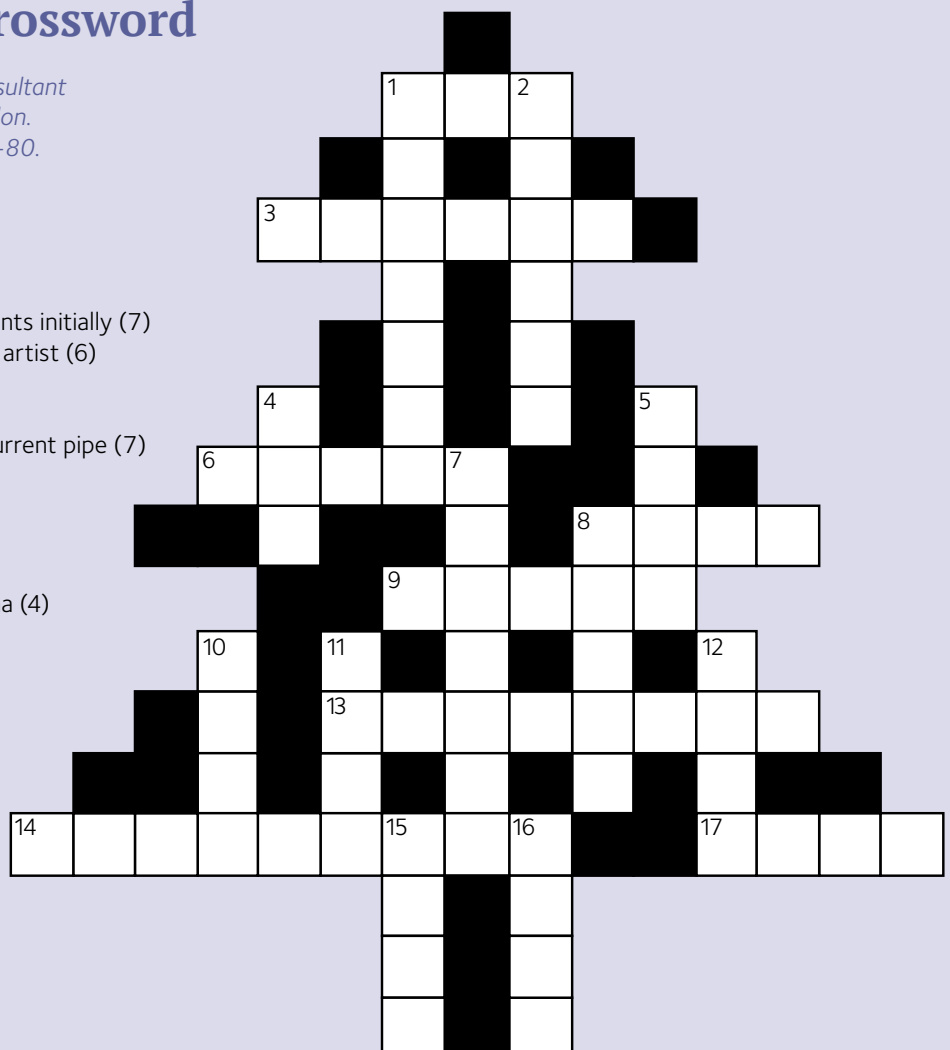 rossword
sultant
on.
-80.
nts initially (7)
artist (6)
urrent pipe (7)
a (4)
1 2
3
4 5
6 7
8
9
10 11 12
13
14 15 16 17